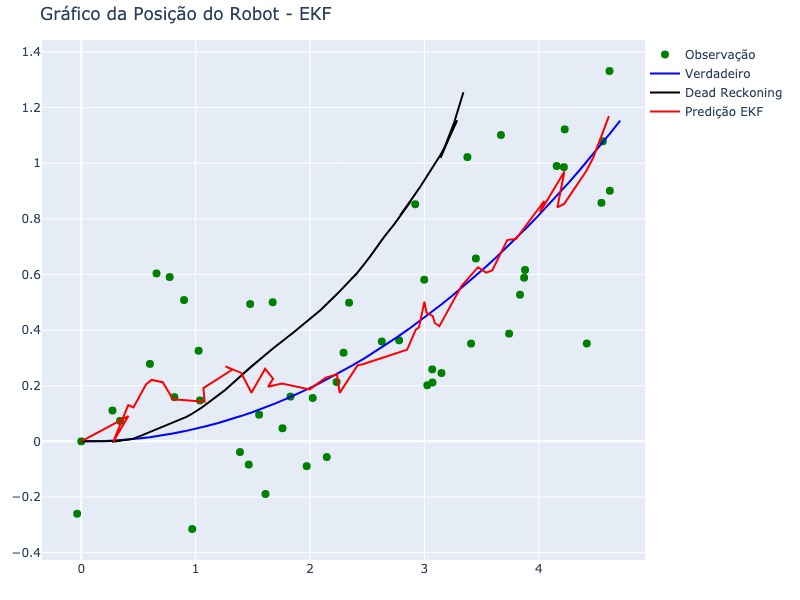 Gráfico da Posição do Robot - EKF
Observação
Verdadeiro
Dead Reckoning
Predição EKF
1.4
1.2
1
0.8
0.6
0.4
0.2
0
−0.2
−0.4
0 1 2 3 4